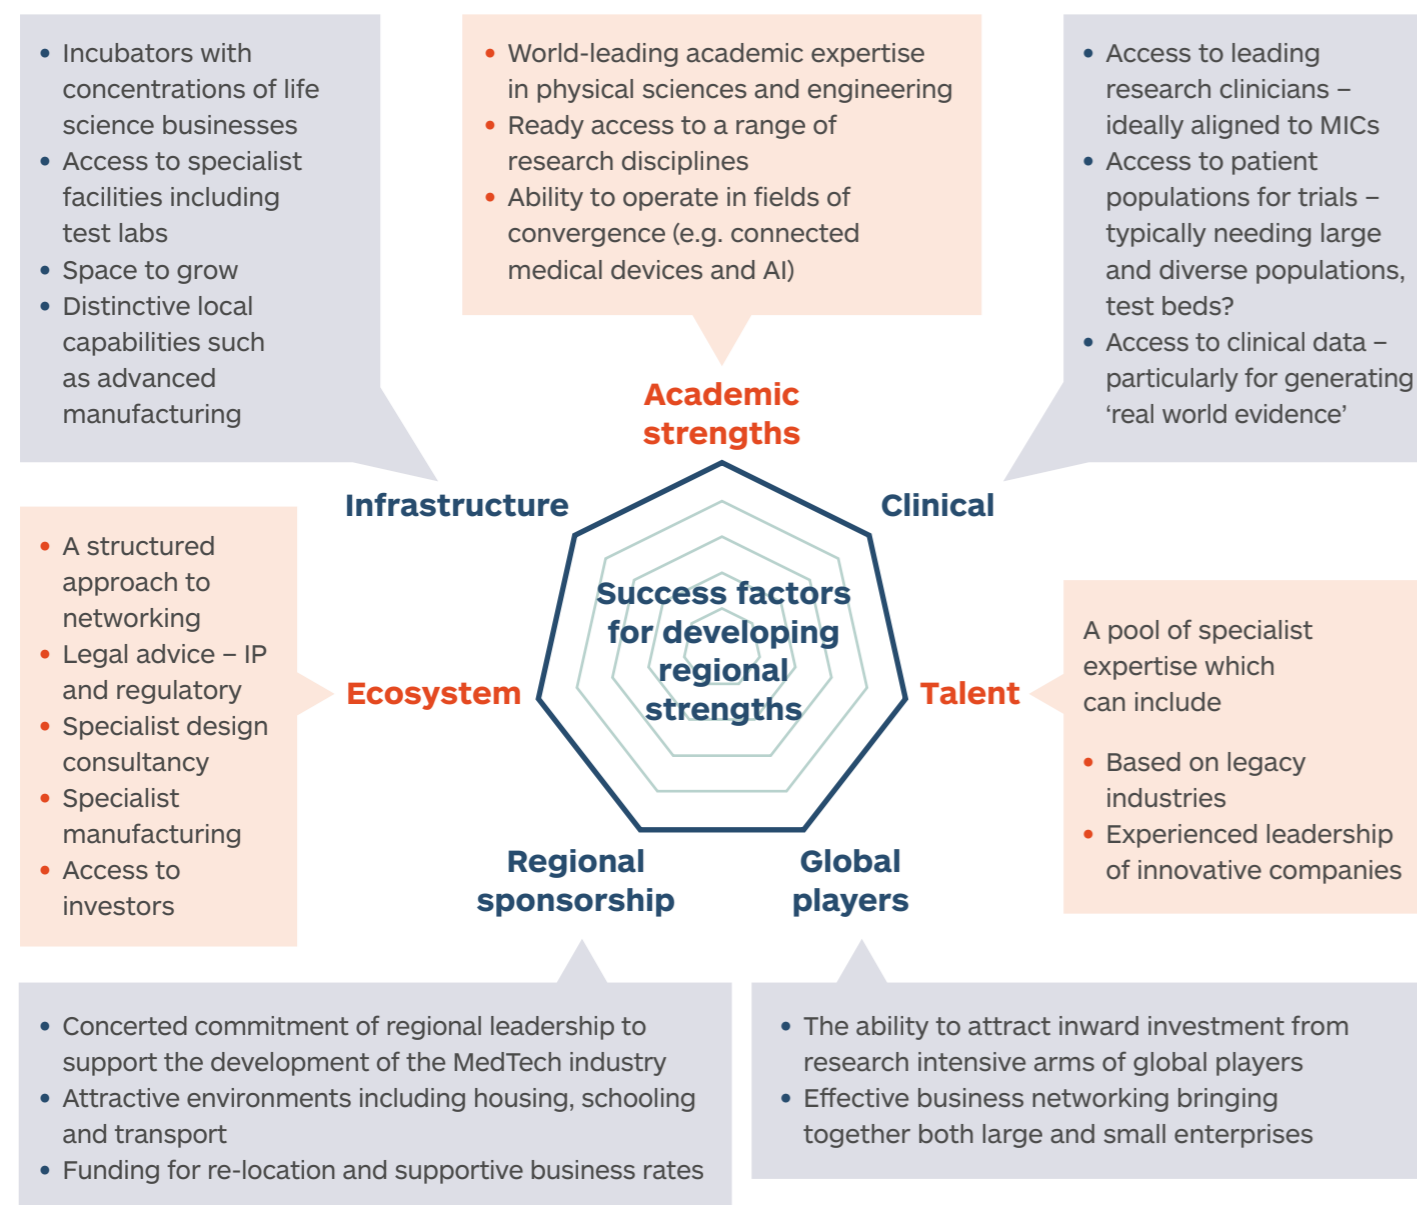 • Incubators with
concentrations of life
science businesses
• Access to specialist
facilities including
test labs
• Space to grow
• Distinctive local
capabilities such
as advanced
manufacturing
• World-leading academic expertise
in physical sciences and engineering
• Ready access to a range of
research disciplines
• Ability to operate in fields of
convergence (e.g. connected
medical devices and AI)
• Access to leading
research clinicians –
ideally aligned to MICs
• Access to patient
populations for trials –
typically needing large
and diverse populations,
test beds?
• Access to clinical data –
particularly for generating
‘real world evidence’
Academic
strengths
Infrastructure
Clinical
• A structured
approach to
networking
• Legal advice – IP
and regulatory
• Specialist design
consultancy
• Specialist
manufacturing
• Access to
investors
Ecosystem
Success factors
for developing
regional
strengths
Talent
A pool of specialist
expertise which
can include
• Based on legacy
industries
• Experienced leadership
of innovative companies
Regional
sponsorship
Global
players
• Concerted commitment of regional leadership to
support the development of the MedTech industry
• Attractive environments including housing, schooling
and transport
• Funding for re-location and supportive business rates
• The ability to attract inward investment from
research intensive arms of global players
• Effective business networking bringing
together both large and small enterprises